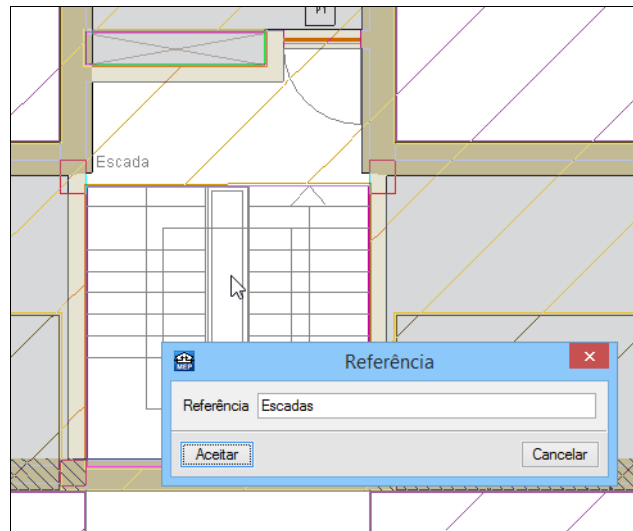 P1
Escada
MEP
Referência
Referência Escadas
Aceitar Cancelar